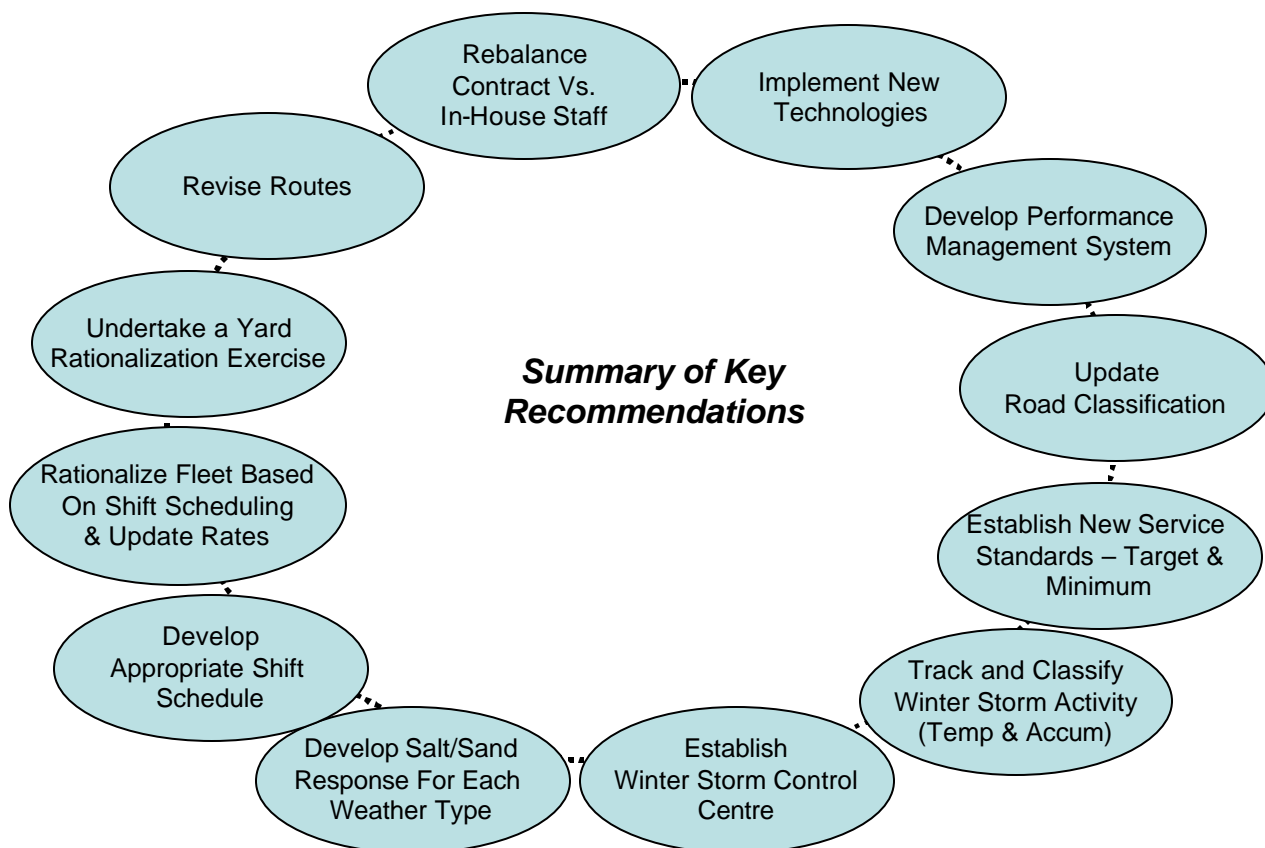 Rebalance
Contract Vs.
In-House Staff
Implement New
Technologies
Revise Routes
Develop Performance
Management System
Undertake a Yard
Rationalization Exercise
Summary of Key
Recommendations
Update
Road Classification
Rationalize Fleet Based
On Shift Scheduling
& Update Rates
Establish New Service
Standards – Target &
Minimum
Develop
Appropriate Shift
Schedule
Track and Classify
Winter Storm Activity
(Temp & Accum)
Develop Salt/Sand
Response For Each
Weather Type
Establish
Winter Storm Control
Centre